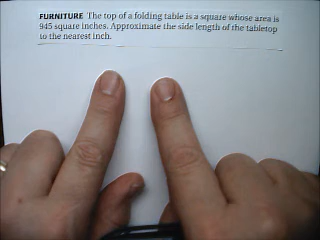 FURNITURE The top of a folding table is a square whose area is
945 square inches. Approximate the side length of the tabletop
to the nearest inch.